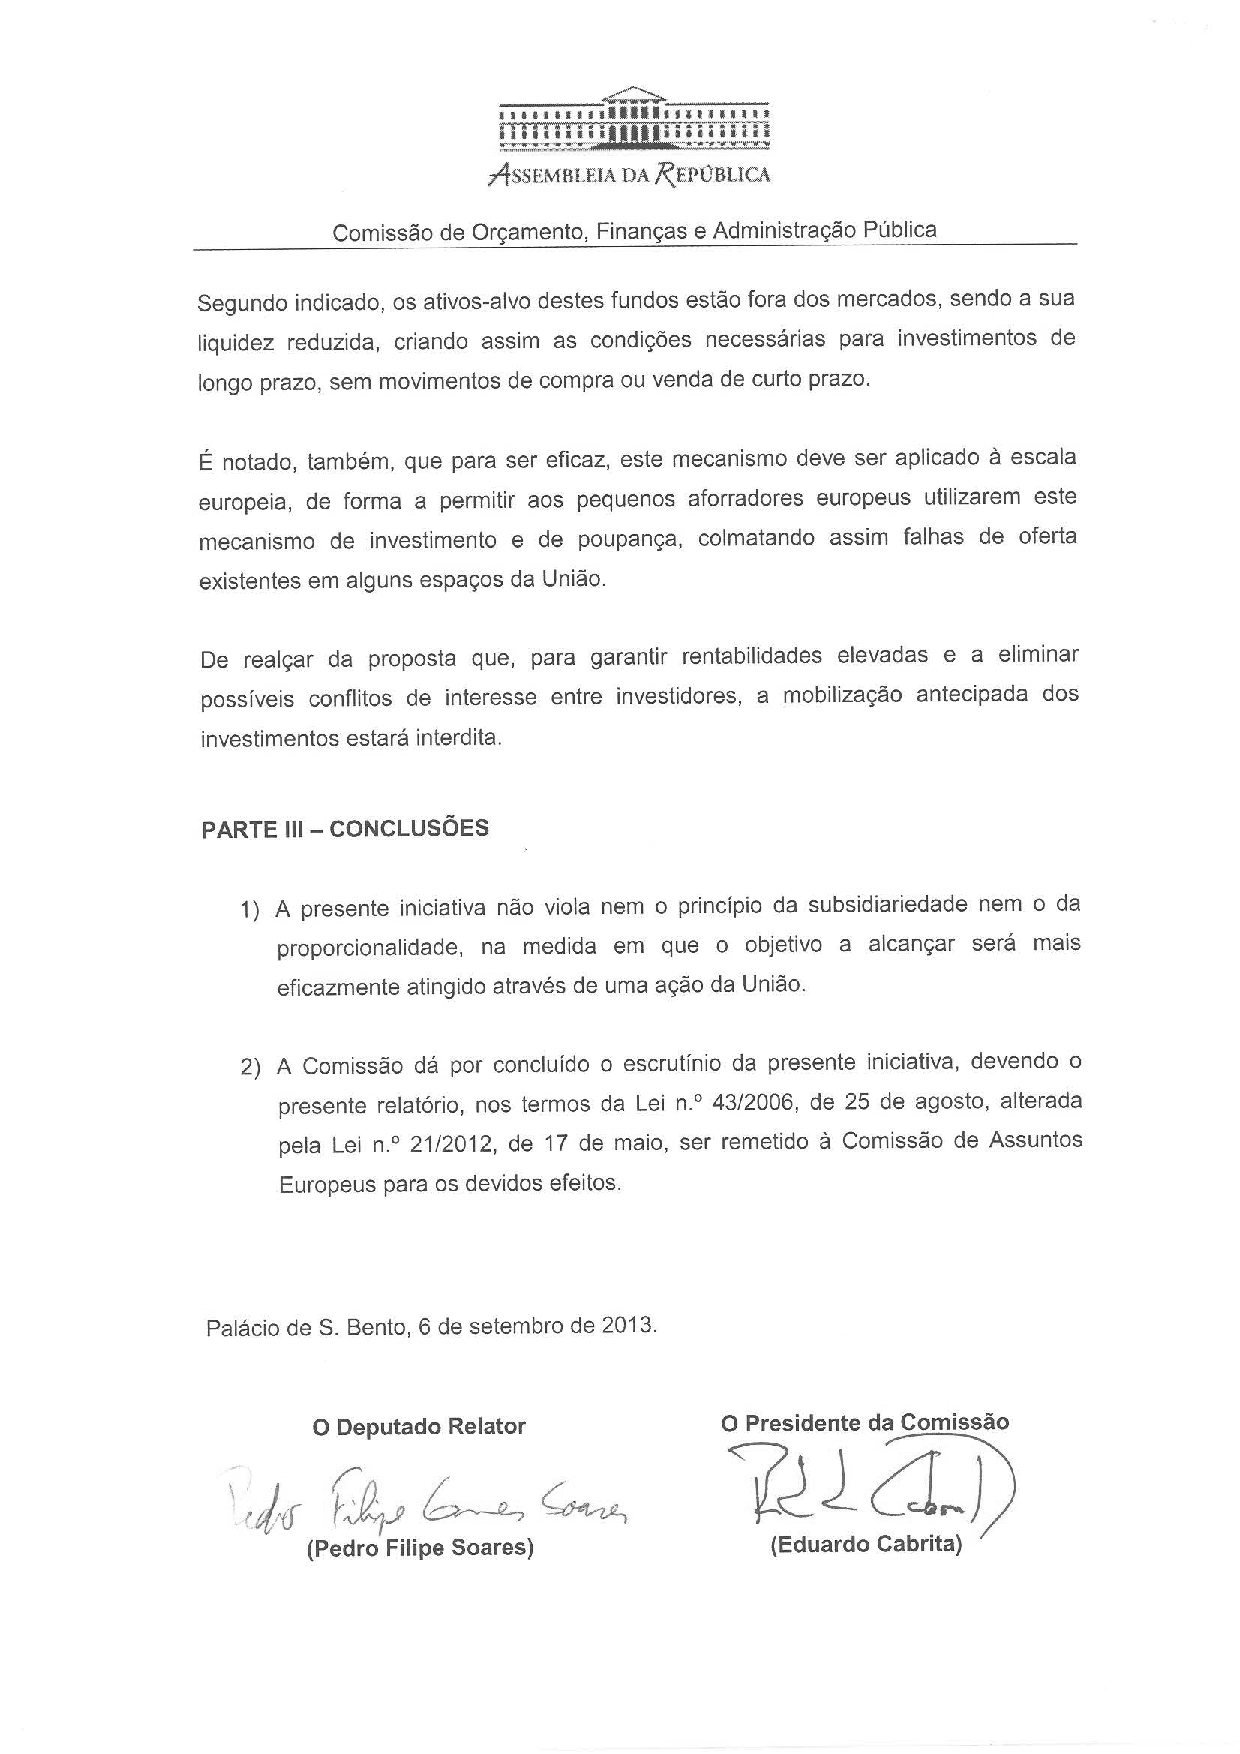 ASSEMBLEIA DA REPÚBLICA
Comissão de Orçamento, Finanças e Administração Pública
Segundo indicado, os ativos-alvo destes fundos estão fora dos mercados, sendo a sua
liquidez reduzida, criando assim as condições necessárias para investimentos de
longo prazo, sem movimentos de compra ou venda de curto prazo.
É notado, também, que para ser eficaz, este mecanismo deve ser aplicado à escala
europeia, de forma a permitir aos pequenos aforradores europeus utilizarem este
mecanismo de investimento e de poupança, colmatando assim falhas de oferta
existentes em alguns espaços da União.
De realçar da proposta que, para garantir rentabilidades elevadas e a eliminar
possíveis conflitos de interesse entre investidores, a mobilização antecipada dos
investimentos estará interdita.
PARTE III – CONCLUSÕES
1) A presente iniciativa não viola nem o princípio da subsidiariedade nem o da
proporcionalidade, na medida em que o objetivo a alcançar será mais
eficazmente atingido através de uma ação da União.
2) A Comissão dá por concluído o escrutínio da presente iniciativa, devendo o
presente relatório, nos termos da Lei n.º 43/2006, de 25 de agosto, alterada
pela Lei n.º 21/2012, de 17 de maio, ser remetido à Comissão de Assuntos
Europeus para os devidos efeitos.
Palácio de S. Bento, 6 de setembro de 2013.
O Deputado Relator O Presidente da Comissão
Pedro Filipe Gomes Soares
(Pedro Filipe Soares) (Eduardo Cabrita)